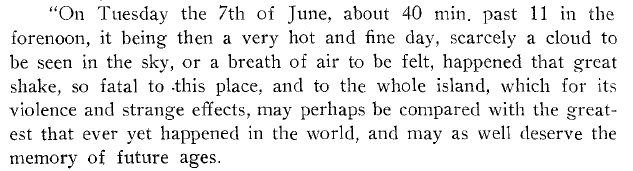 “On Tuesday the 7th of June, about 40 min. past 11 in the
forenoon, it being then a very hot and fine day, scarcely a cloud to
be seen in the sky, or a breath of air to be felt, happened that great
shake, so fatal to this place, and to the whole island, which for its
violence and strange effects, may perhaps be compared with the great-
est that ever yet happened in the world, and may as well deserve the
memory of future ages.